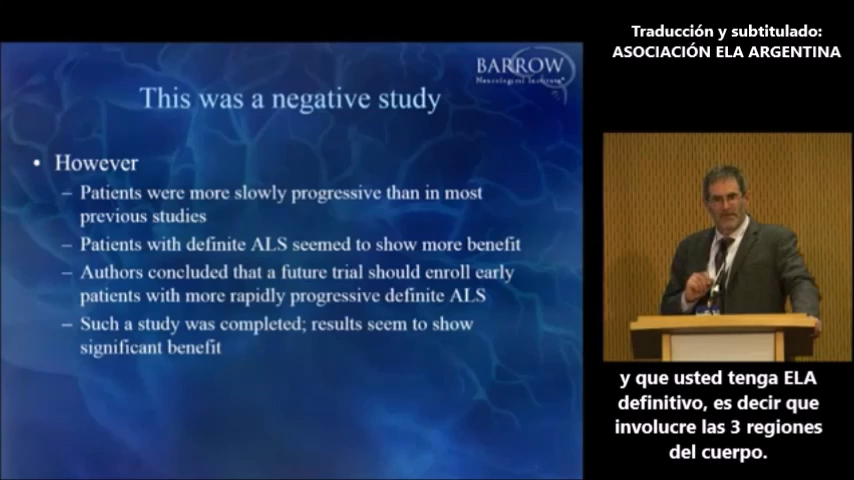 Traducción y subtitulado:
ASOCIACIÓN ELA ARGENTINA
BARROW
Neurological Institute
This was a negative study
• However
– Patients were more slowly progressive than in most
previous studies
– Patients with definite ALS seemed to show more benefit
– Authors concluded that a future trial should enroll early
patients with more rapidly progressive definite ALS
– Such a study was completed; results seem to show
significant benefit
y que usted tenga ELA
definitivo, es decir que
involucre las 3 regiones
del cuerpo.